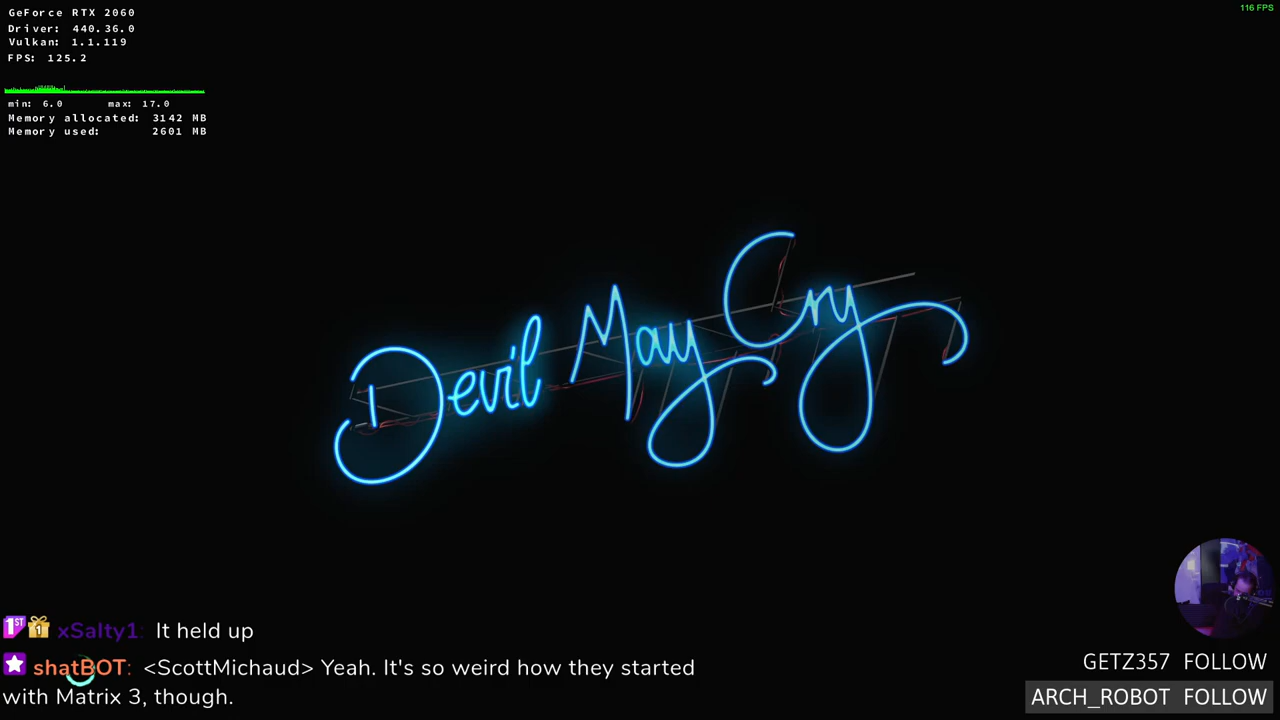 GeForce RTX 2060
Driver: 440.36.0
Vulkan: 1.1.119
FPS: 125.2
min: 6.0 max: 17.0
Memory allocated: 3142 MB
Memory used: 2601 MB
116 FPS
Devil May Cry
1ST 1 xSalty1: It held up
shatBOT: <ScottMichaud> Yeah. It's so weird how they started
with Matrix 3, though.
GETZ357 FOLLOW
ARCH_ROBOT FOLLOW